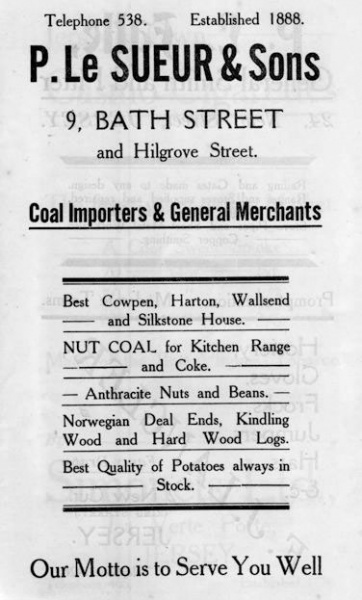 Telephone 538. Established 1888.
P. Le SUEUR & Sons
9, BATH STREET
and Hilgrove Street.
Coal Importers & General Merchants
Best Cowpen, Harton, Wallsend
and Silkstone House.
NUT COAL for Kitchen Range
and Coke.
Anthracite Nuts and Beans.
Norwegian Deal Ends, Kindling
Wood and Hard Wood Logs.
Best Quality of Potatoes always in
Stock.
Our Motto is to Serve You Well